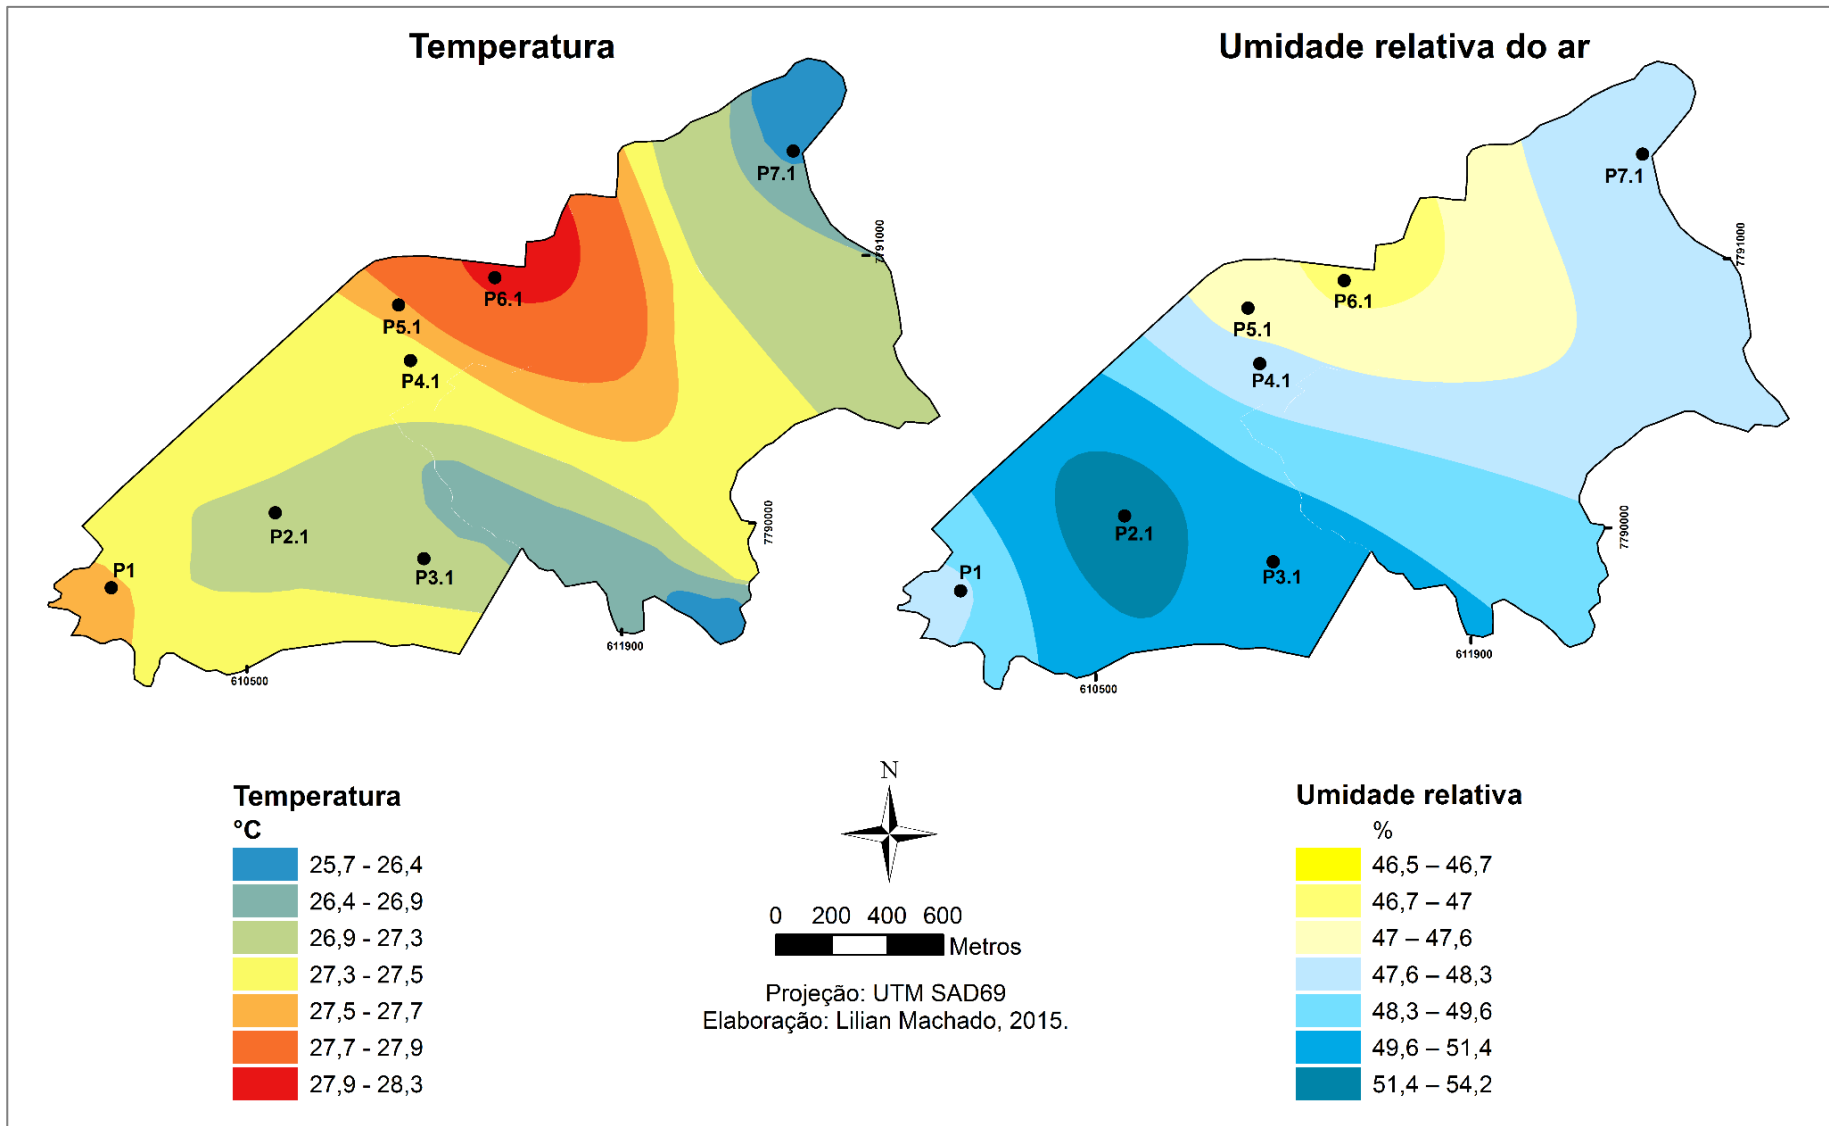 Temperatura
Umidade relativa do ar
P7.1
7791000
P6.1
P5.1
P4.1
P2.1
P3.1
P1
7790000
611900
610500
P7.1
7791000
P6.1
P5.1
P4.1
P2.1
P3.1
P1
7790000
611900
610500
Temperatura
°C
25,7 - 26,4
26,4 - 26,9
26,9 - 27,3
27,3 - 27,5
27,5 - 27,7
27,7 - 27,9
27,9 - 28,3
N
0 200 400 600
Metros
Projeção: UTM SAD69
Elaboração: Lilian Machado, 2015.
Umidade relativa
%
46,5 – 46,7
46,7 – 47
47 – 47,6
47,6 – 48,3
48,3 – 49,6
49,6 – 51,4
51,4 – 54,2